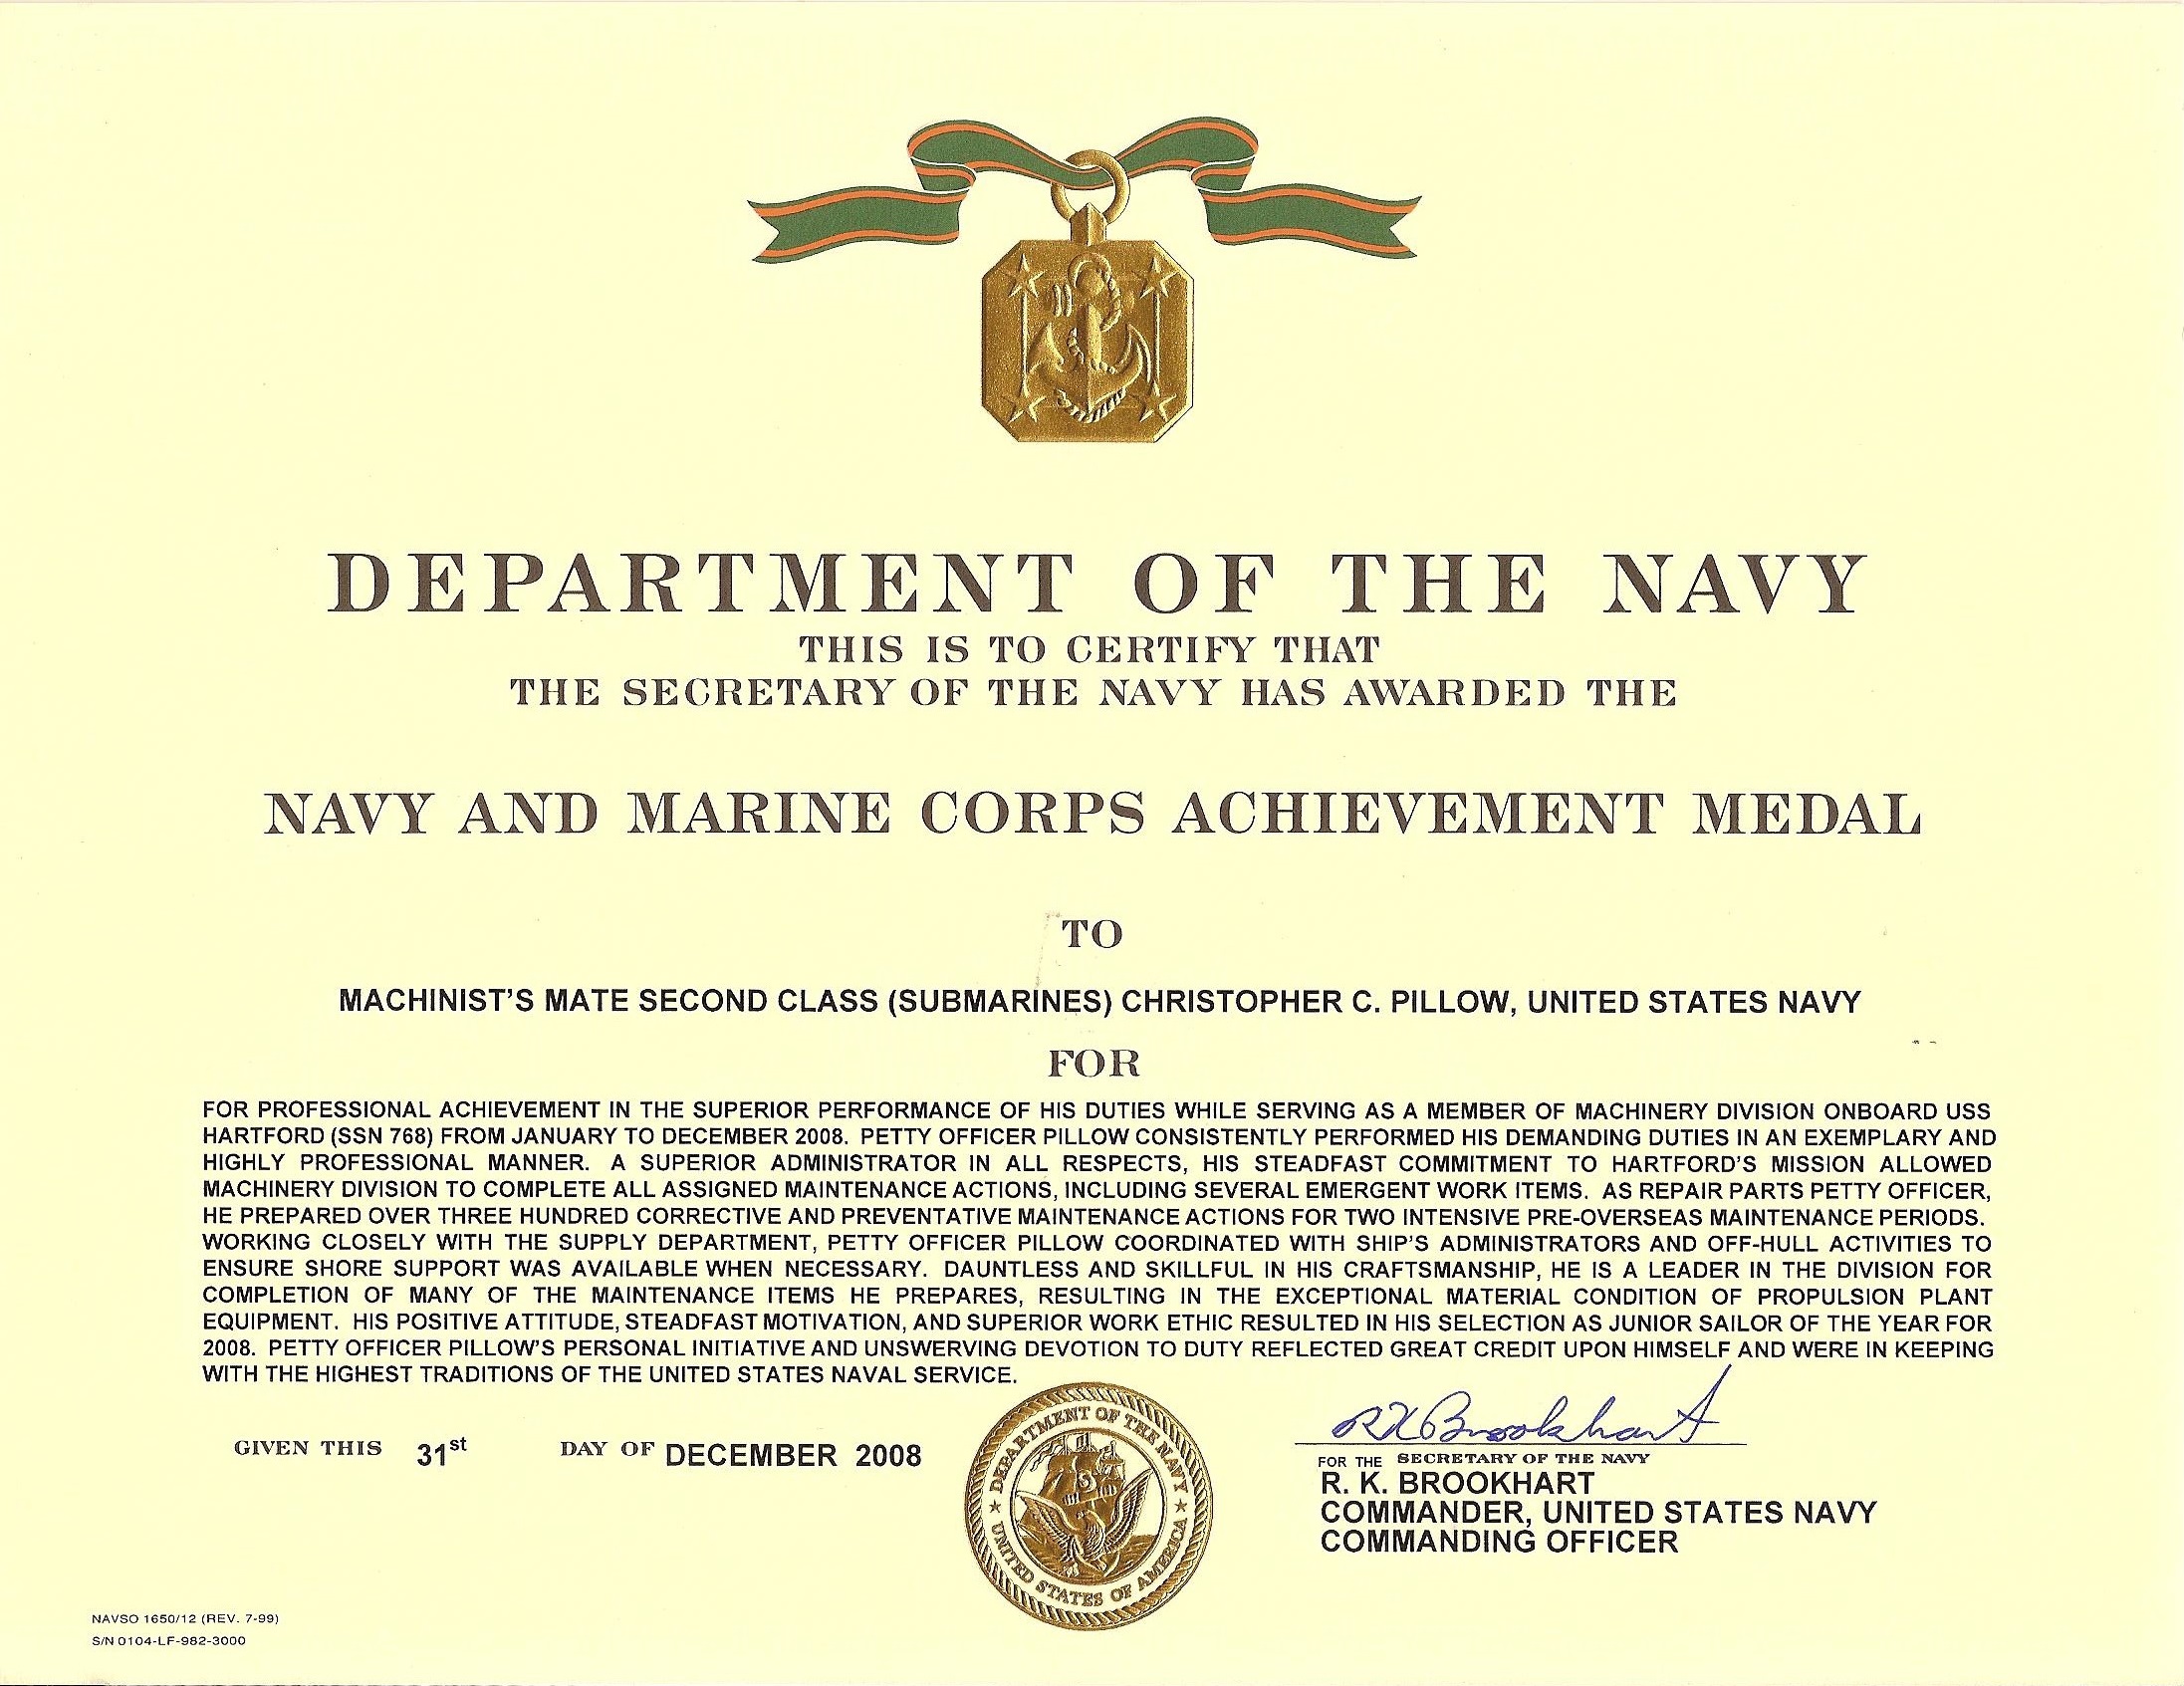 DEPARTMENT OF THE NAVY
THIS IS TO CERTIFY THAT
THE SECRETARY OF THE NAVY HAS AWARDED THE
NAVY AND MARINE CORPS ACHIEVEMENT MEDAL
TO
MACHINIST'S MATE SECOND CLASS (SUBMARINES) CHRISTOPHER C. PILLOW, UNITED STATES NAVY
FOR
FOR PROFESSIONAL ACHIEVEMENT IN THE SUPERIOR PERFORMANCE OF HIS DUTIES WHILE SERVING AS A MEMBER OF MACHINERY DIVISION ONBOARD USS
HARTFORD (SSN 768) FROM JANUARY TO DECEMBER 2008. PETTY OFFICER PILLOW CONSISTENTLY PERFORMED HIS DEMANDING DUTIES IN AN EXEMPLARY AND
HIGHLY PROFESSIONAL MANNER. A SUPERIOR ADMINISTRATOR IN ALL RESPECTS, HIS STEADFAST COMMITMENT TO HARTFORD'S MISSION ALLOWED
MACHINERY DIVISION TO COMPLETE ALL ASSIGNED MAINTENANCE ACTIONS, INCLUDING SEVERAL EMERGENT WORK ITEMS. AS REPAIR PARTS PETTY OFFICER,
HE PREPARED OVER THREE HUNDRED CORRECTIVE AND PREVENTATIVE MAINTENANCE ACTIONS FOR TWO INTENSIVE PRE-OVERSEAS MAINTENANCE PERIODS.
WORKING CLOSELY WITH THE SUPPLY DEPARTMENT, PETTY OFFICER PILLOW COORDINATED WITH SHIP'S ADMINISTRATORS AND OFF-HULL ACTIVITIES TO
ENSURE SHORE SUPPORT WAS AVAILABLE WHEN NECESSARY. DAUNTLESS AND SKILLFUL IN HIS CRAFTSMANSHIP, HE IS A LEADER IN THE DIVISION FOR
COMPLETION OF MANY OF THE MAINTENANCE ITEMS HE PREPARES, RESULTING IN THE EXCEPTIONAL MATERIAL CONDITION OF PROPULSION PLANT
EQUIPMENT. HIS POSITIVE ATTITUDE, STEADFAST MOTIVATION, AND SUPERIOR WORK ETHIC RESULTED IN HIS SELECTION AS JUNIOR SAILOR OF THE YEAR FOR
2008. PETTY OFFICER PILLOW'S PERSONAL INITIATIVE AND UNSWERVING DEVOTION TO DUTY REFLECTED GREAT CREDIT UPON HIMSELF AND WERE IN KEEPING
WITH THE HIGHEST TRADITIONS OF THE UNITED STATES NAVAL SERVICE.
GIVEN THIS 31st DAY OF DECEMBER 2008
DEPARTMENT OF THE NAVY
UNITED STATES OF AMERICA
RK Brookhart
FOR THE SECRETARY OF THE NAVY
R. K. BROOKHART
COMMANDER, UNITED STATES NAVY
COMMANDING OFFICER
NAVSO 1650/12 (REV. 7-99)
S/N 0104-LF-982-3000